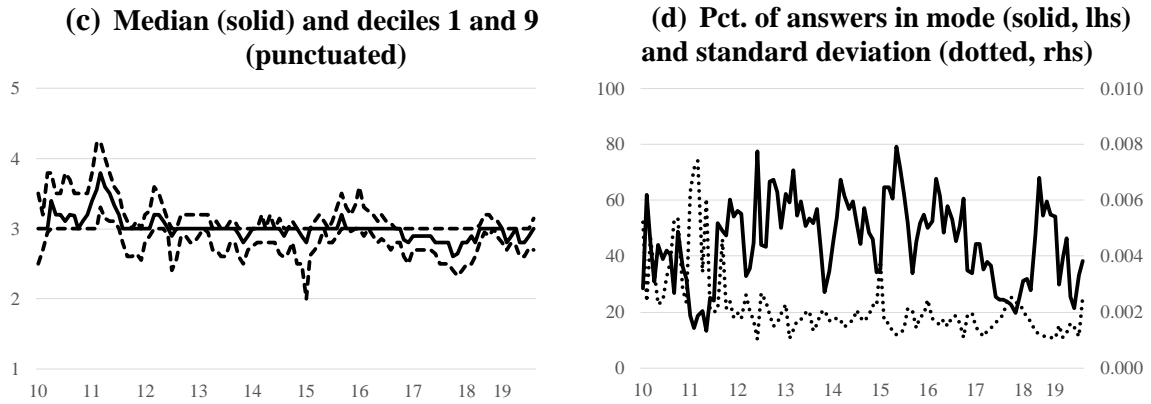 (c) Median (solid) and deciles 1 and 9
(punctuated)
5
4
3
2
1
10 11 12 13 14 15 16 17 18 19
(d) Pct. of answers in mode (solid, lhs)
and standard deviation (dotted, rhs)
100 0.010
80 0.008
60 0.006
40 0.004
20 0.002
0 0.000
10 11 12 13 14 15 16 17 18 19